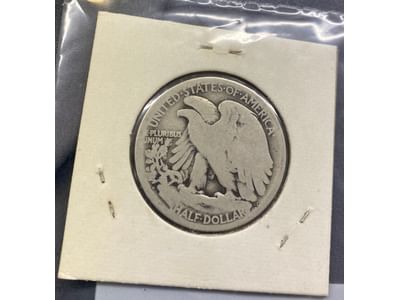 UNITED·STATES·OF·AMERICA
E·PLURIBUS
UNUM
HALF·DOLLAR